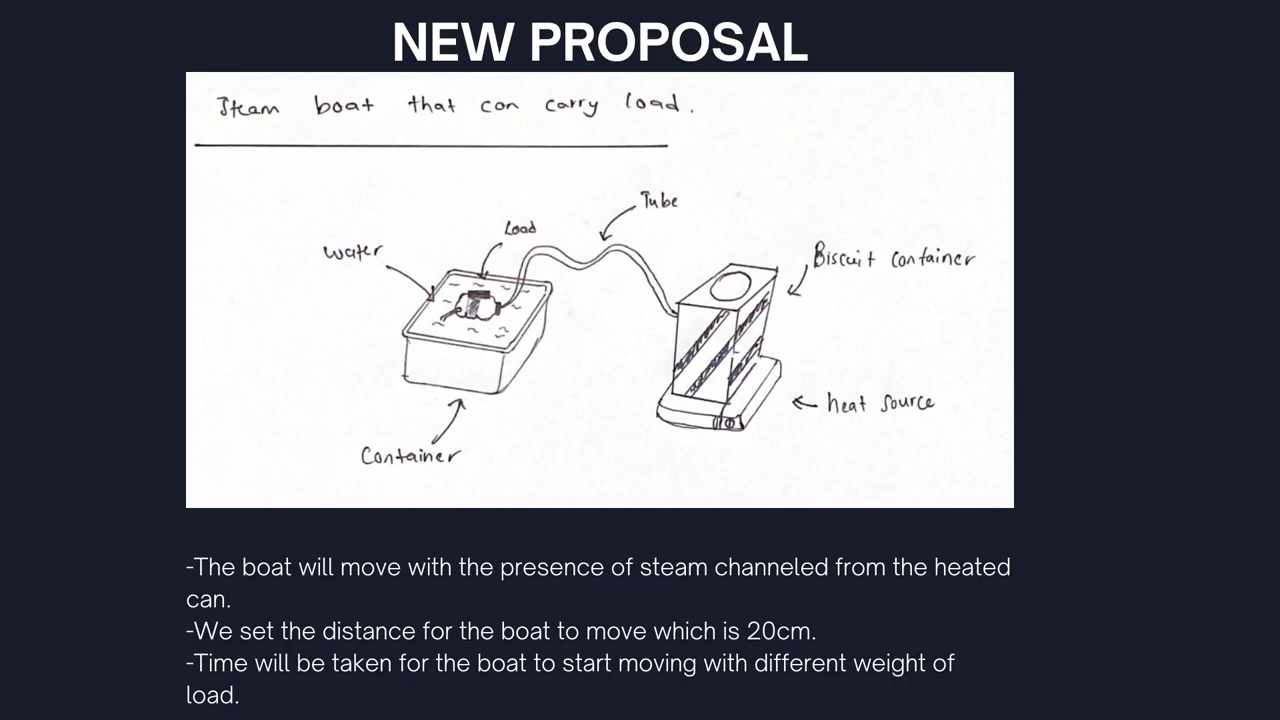 NEW PROPOSAL
Steam boat that can carry load.
Tube
Load
Water
Biscuit container
heat source
Container
-The boat will move with the presence of steam channeled from the heated
can.
-We set the distance for the boat to move which is 20cm.
-Time will be taken for the boat to start moving with different weight of
load.